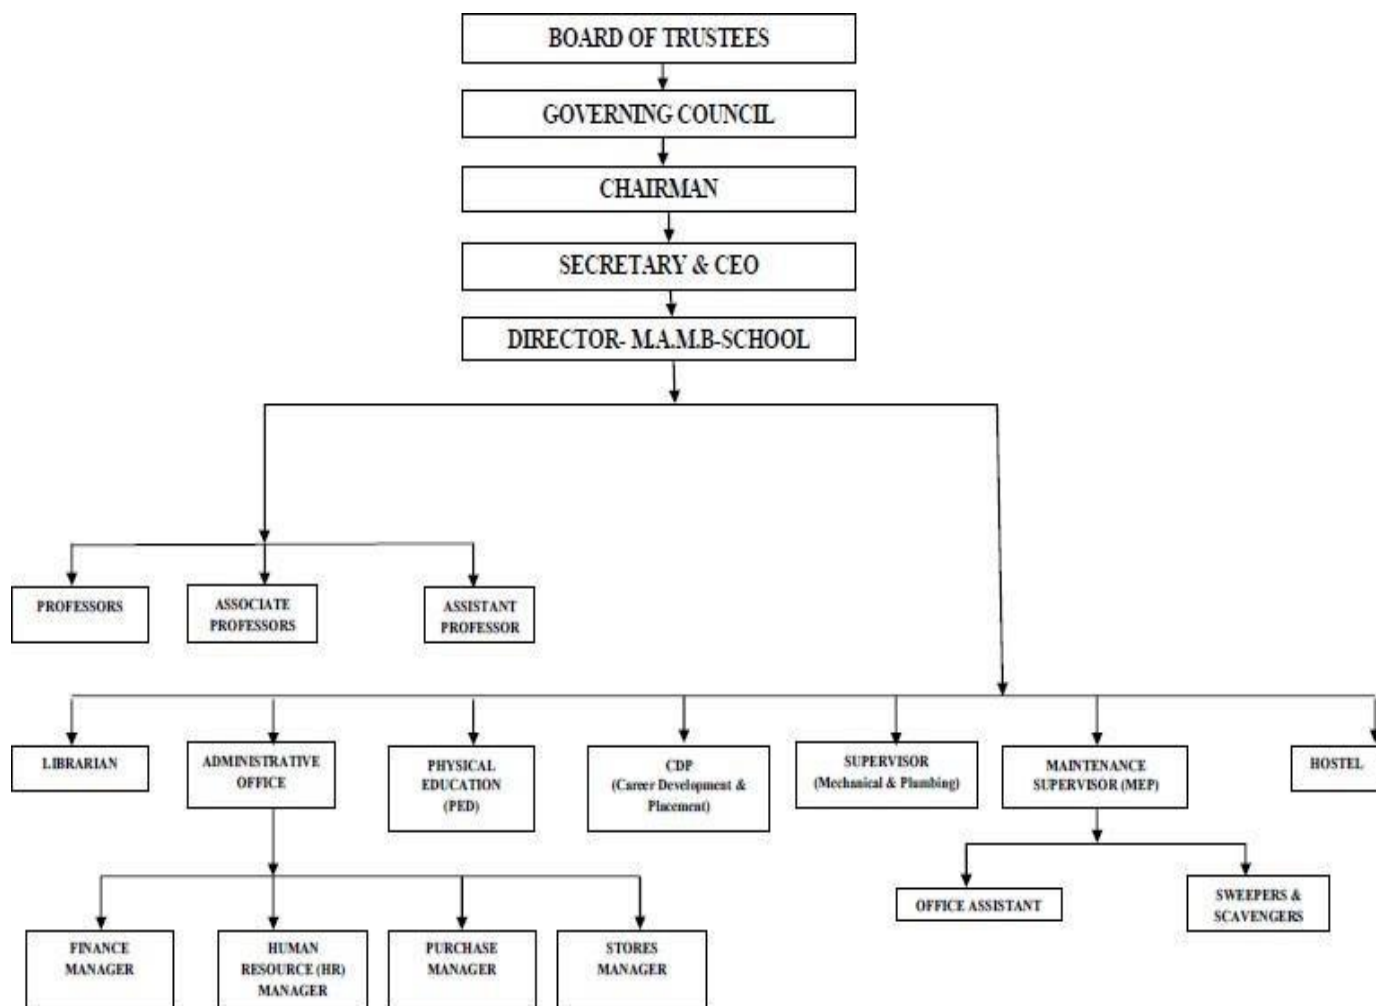 BOARD OF TRUSTEES
GOVERNING COUNCIL
CHAIRMAN
SECRETARY & CEO
DIRECTOR- M.A.M.B-SCHOOL
PROFESSORS
ASSOCIATE
PROFESSORS
ASSISTANT
PROFESSOR
LIBRARIAN
ADMINISTRATIVE
OFFICE
PHYSICAL
EDUCATION
(PED)
CDP
(Career Development &
Placement)
SUPERVISOR
(Mechanical & Plumbing)
MAINTENANCE
SUPERVISOR (MEP)
HOSTEL
OFFICE ASSISTANT
SWEEPERS &
SCAVENGERS
FINANCE
MANAGER
HUMAN
RESOURCE (HR)
MANAGER
PURCHASE
MANAGER
STORES
MANAGER